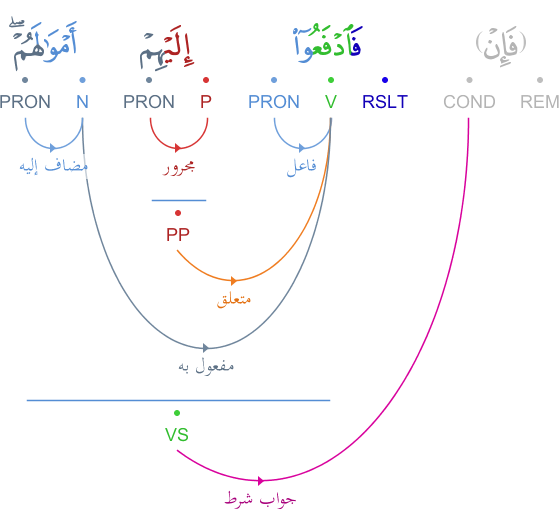 (فَإِنْ) فَٱدْفَعُوٓا۟ إِلَيْهِمْ أَمْوَٰلَهُمْ ۖ
PRON N PRON P PRON V RSLT COND REM
مضاف إليه مجرور فاعل
PP
متعلق
مفعول به
VS
جواب شرط